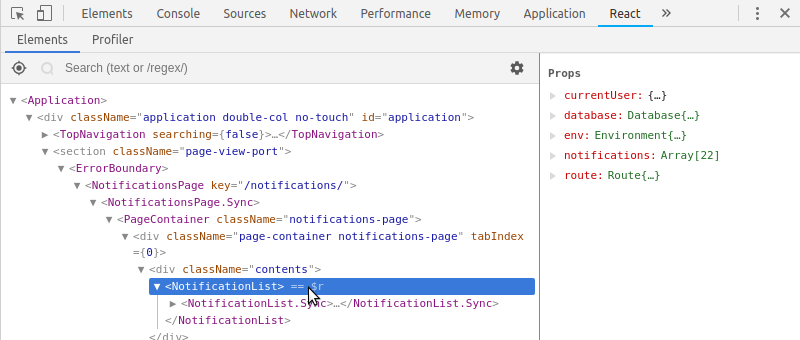 Elements Console Sources Network Performance Memory Application React »
Elements Profiler
Search (text or /regex/)
▼<Application>
▼<div className="application double-col no-touch" id="application">
▶<TopNavigation searching={false}>…</TopNavigation>
▼<section className="page-view-port">
▼<ErrorBoundary>
▼<NotificationsPage key="/notifications/">
▼<NotificationsPage.Sync>
▼<PageContainer className="notifications-page">
▼<div className="page-container notifications-page" tabIndex
={0}>
▼<div className="contents">
▼<NotificationList> == $r
▶<NotificationList.Sync>…</NotificationList.Sync>
</NotificationList>
</div>
Props
▶ currentUser: {…}
▶ database: Database{…}
▶ env: Environment{…}
▶ notifications: Array[22]
▶ route: Route{…}